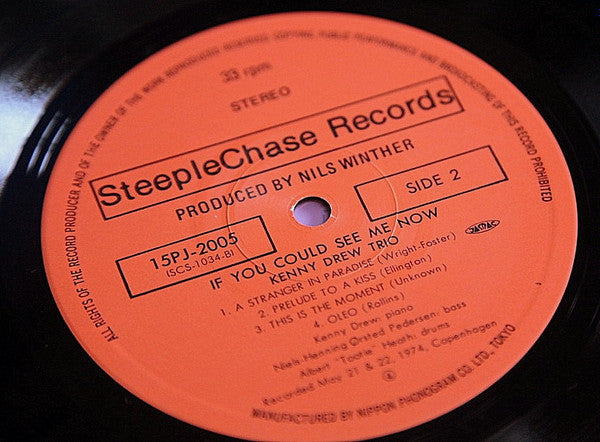 ALL RIGHTS OF THE RECORD PRODUCER AND OF THE OWNER OF THE WORK REPRODUCED RESERVED COPYING, PUBLIC PERFORMANCE AND BROADCASTING OF THIS RECORD PROHIBITED
33 rpm
STEREO
SteepleChase Records
PRODUCED BY NILS WINTHER
15PJ-2005
(SCS-1034-B)
SIDE 2
IF YOU COULD SEE ME NOW
KENNY DREW TRIO
1. A STRANGER IN PARADISE (Wright-Foster)
2. PRELUDE TO A KISS (Ellington)
3. THIS IS THE MOMENT (Unknown)
4. OLEO (Rollins)
Kenny Drew: piano
Niels-Henning Ørsted Pedersen: bass
Albert "Tootie" Heath: drums
Recorded May 21 & 22, 1974, Copenhagen
MANUFACTURED BY NIPPON PHONOGRAM CO. LTD., TOKYO